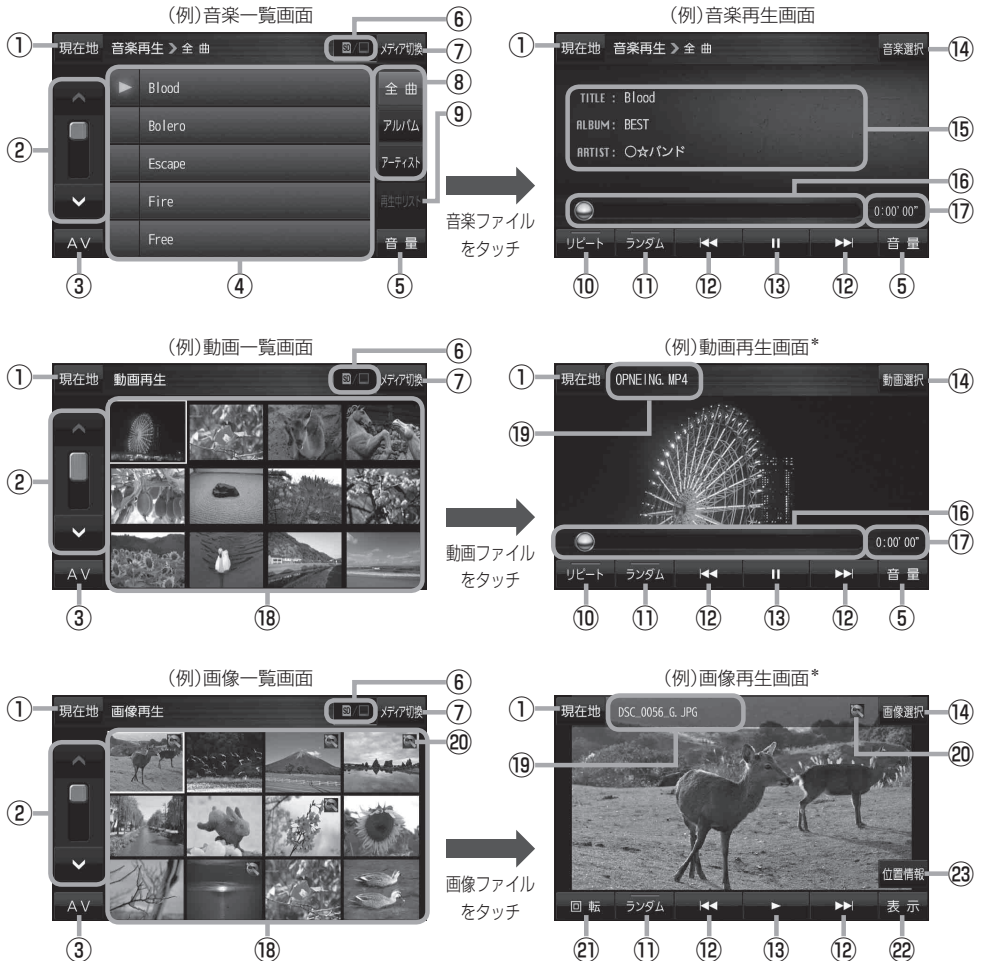 (例)音楽一覧画面
⑥
(例)音楽再生画面
① 現在地 音楽再生 > 全 曲 SD / メディア切換 ⑦
① 現在地 音楽再生 > 全 曲 音楽選択 ⑭
Blood
全 曲 ⑧
Bolero
アルバム ⑨
② Escape
アーティスト
Fire
再生中リスト
Free
AV
音 量
③ ④ ⑤
音楽ファイル
をタッチ
TITLE : Blood
ALBUM : BEST ⑮
ARTIST : ○☆バンド
⑯
0:00'00" ⑰
リピート ランダム 音 量
⑩ ⑪ ⑫ ⑬ ⑫ ⑤
(例)動画一覧画面
⑥
(例)動画再生画面*
① 現在地 動画再生 SD / メディア切換 ⑦
① 現在地 OPNEING.MP4 動画選択 ⑭
⑲
②
動画ファイル
をタッチ
⑯
0:00'00" ⑰
AV
リピート ランダム 音 量
③ ⑱
⑩ ⑪ ⑫ ⑬ ⑫ ⑤
(例)画像一覧画面
⑥
(例)画像再生画面*
① 現在地 画像再生 SD / メディア切換 ⑦
① 現在地 DSC_0056_G.JPG 画像選択 ⑭
⑳
⑲ ⑳
②
画像ファイル
をタッチ
位置情報 ㉓
AV
回 転 ランダム 表 示
③ ⑱
㉑ ⑪ ⑫ ⑬ ⑫ ㉒